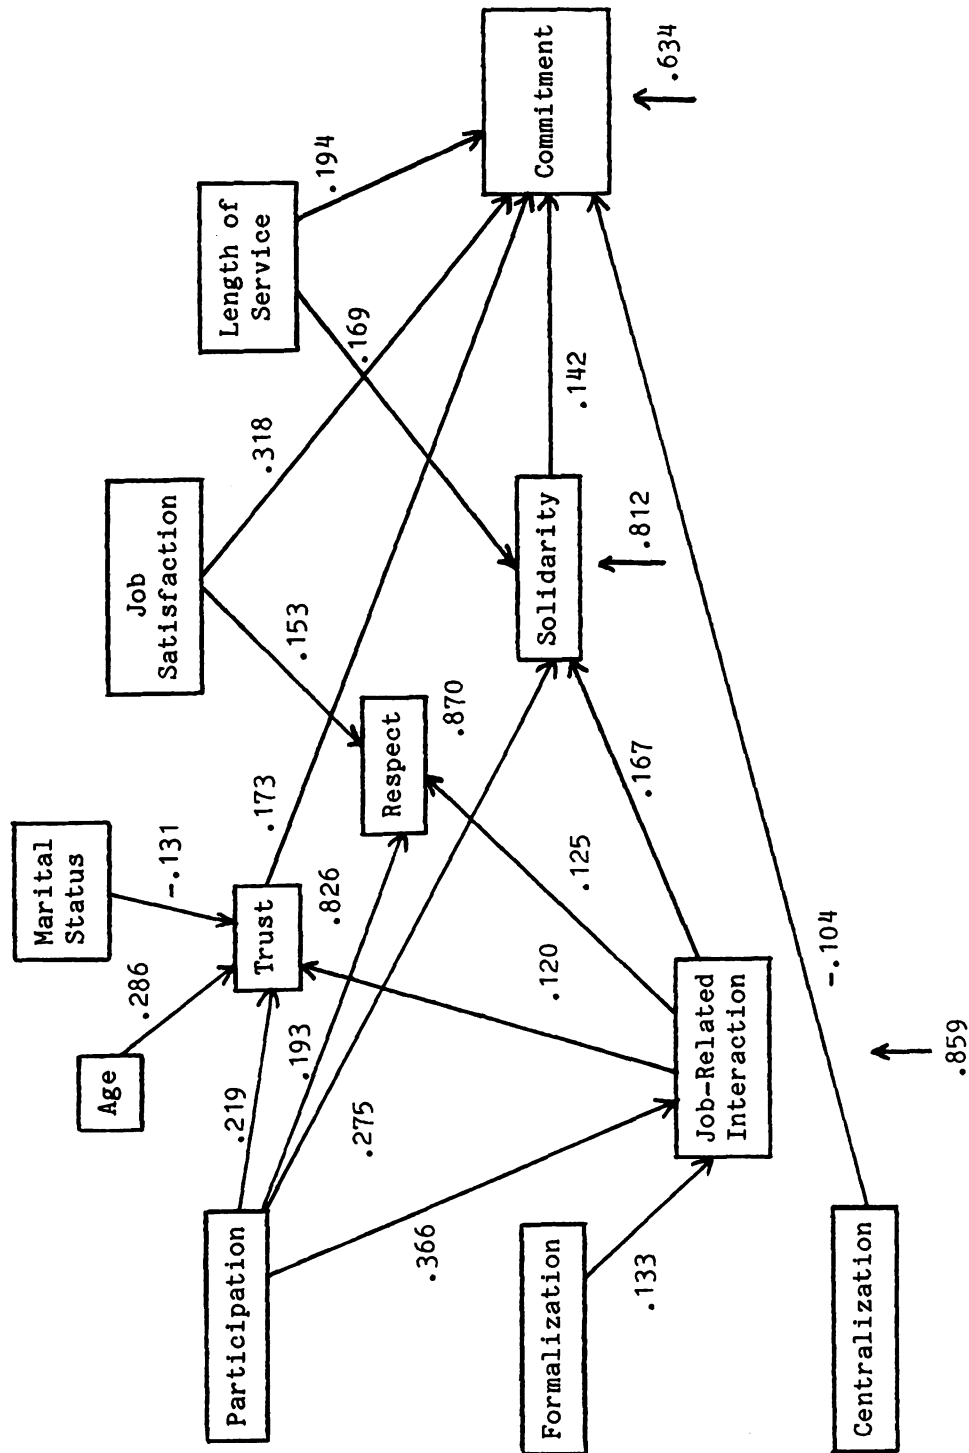 Marital
Status
-.131
Age
.286
Job
Satisfaction
.318
.153
Length of
Service
.194
.169
Participation
.219
.193
.275
.366
Trust
.826
.173
Respect
.870
Commitment
.634
Solidarity
.812
.142
Formalization
.133
.120
.125
.167
Job-Related
Interaction
.859
Centralization
-.104